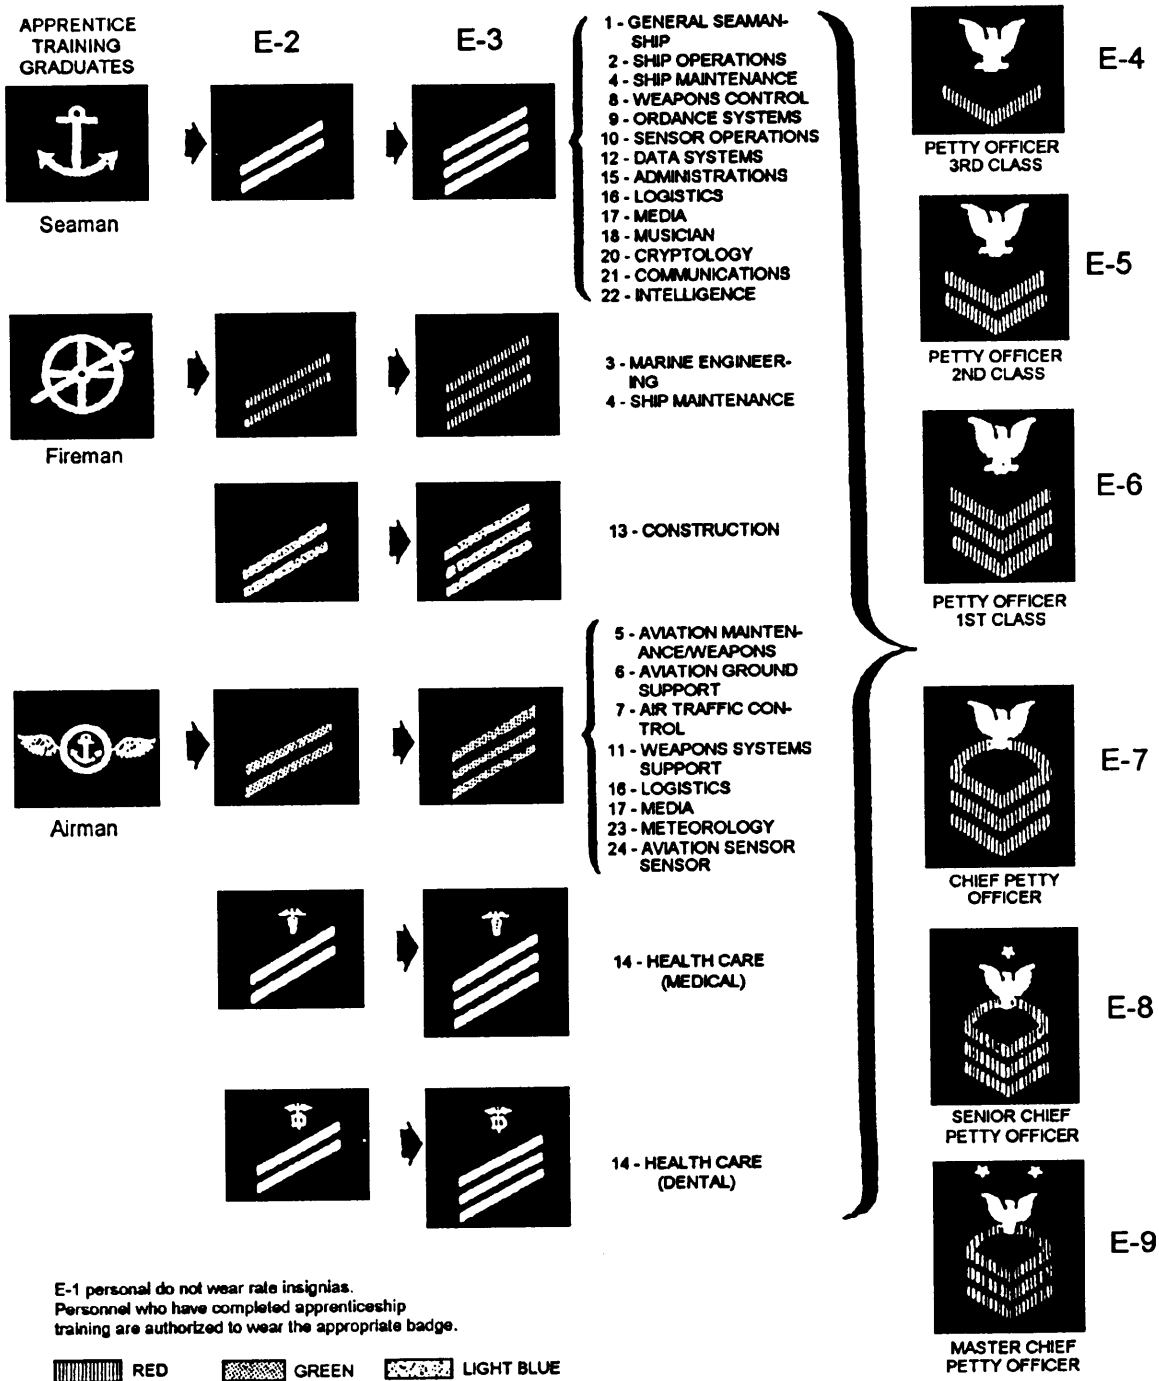 APPRENTICE
TRAINING
GRADUATES
E-2
E-3
Seaman
1 - GENERAL SEAMAN-
SHIP
2 - SHIP OPERATIONS
4 - SHIP MAINTENANCE
8 - WEAPONS CONTROL
9 - ORDANCE SYSTEMS
10 - SENSOR OPERATIONS
12 - DATA SYSTEMS
15 - ADMINISTRATIONS
16 - LOGISTICS
17 - MEDIA
18 - MUSICIAN
20 - CRYPTOLOGY
21 - COMMUNICATIONS
22 - INTELLIGENCE
Fireman
3 - MARINE ENGINEER-
ING
4 - SHIP MAINTENANCE
13 - CONSTRUCTION
Airman
5 - AVIATION MAINTEN-
ANCE/WEAPONS
6 - AVIATION GROUND
SUPPORT
7 - AIR TRAFFIC CON-
TROL
11 - WEAPONS SYSTEMS
SUPPORT
16 - LOGISTICS
17 - MEDIA
23 - METEOROLOGY
24 - AVIATION SENSOR
SENSOR
14 - HEALTH CARE
(MEDICAL)
D
D
14 - HEALTH CARE
(DENTAL)
E-4
PETTY OFFICER
3RD CLASS
E-5
PETTY OFFICER
2ND CLASS
E-6
PETTY OFFICER
1ST CLASS
E-7
CHIEF PETTY
OFFICER
E-8
SENIOR CHIEF
PETTY OFFICER
E-9
MASTER CHIEF
PETTY OFFICER
E-1 personal do not wear rate insignias.
Personnel who have completed apprenticeship
training are authorized to wear the appropriate badge.
RED
GREEN
LIGHT BLUE